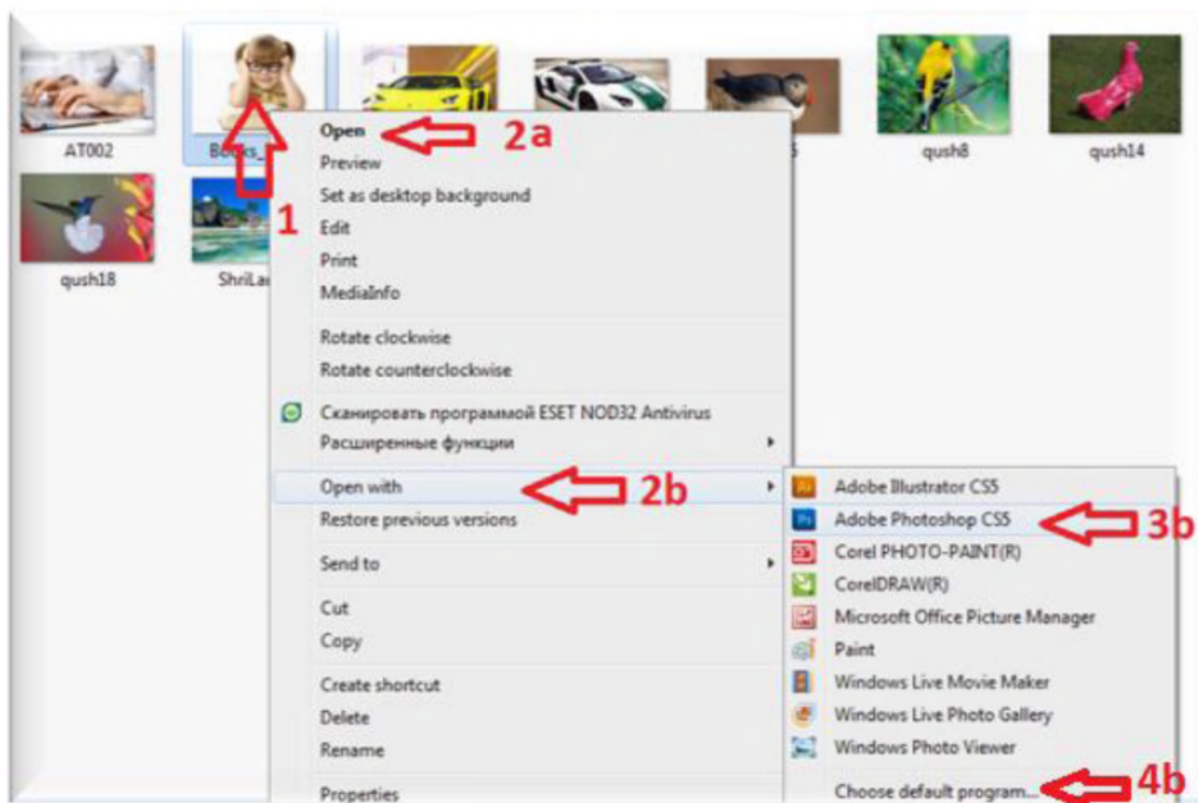 AT002
qush8
qush14
qush18
1
Open
2a
Preview
Set as desktop background
Edit
Print
MediaInfo
Rotate clockwise
Rotate counterclockwise
Сканировать программой ESET NOD32 Antivirus
Расширенные функции
Open with
2b
Restore previous versions
Send to
Cut
Copy
Create shortcut
Delete
Rename
Properties
Ai Adobe Illustrator CS5
Ps Adobe Photoshop CS5
3b
Corel PHOTO-PAINT(R)
CorelDRAW(R)
Microsoft Office Picture Manager
Paint
Windows Live Movie Maker
Windows Live Photo Gallery
Windows Photo Viewer
Choose default program...
4b